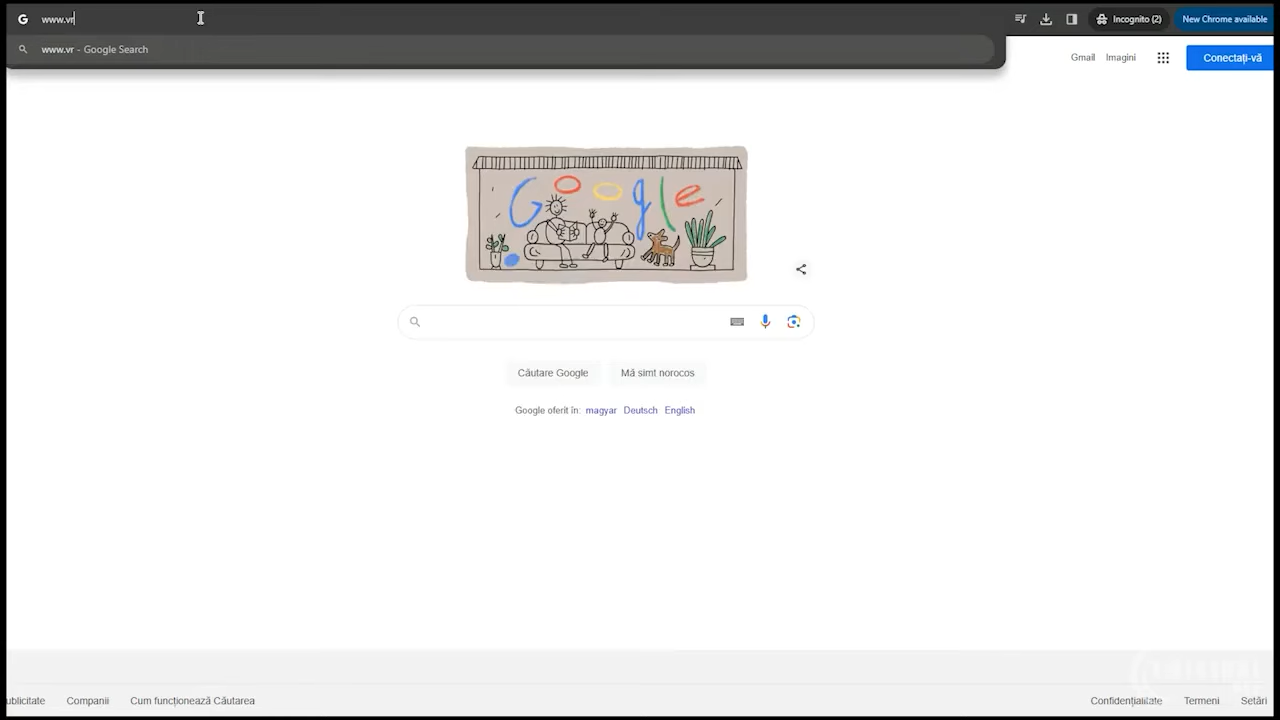 www.vr
Incognito (2)
New Chrome available
www.vr - Google Search
Gmail
Imagini
Conectați-vă
Google
Căutare Google
Mă simt norocos
Google oferit în: magyar Deutsch English
ublicitate
Companii
Cum funcționează Căutarea
Confidențialitate
Termeni
Setări